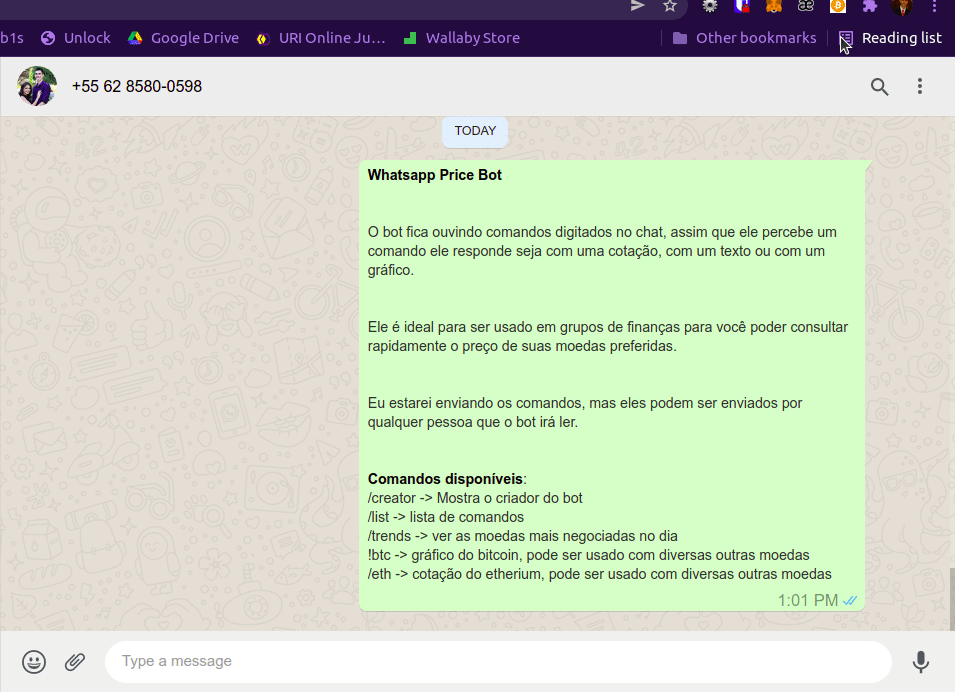 b1s Unlock Google Drive URI Online Ju... Wallaby Store Other bookmarks Reading list
+55 62 8580-0598
TODAY
Whatsapp Price Bot
O bot fica ouvindo comandos digitados no chat, assim que ele percebe um
comando ele responde seja com uma cotação, com um texto ou com um
gráfico.
Ele é ideal para ser usado em grupos de finanças para você poder consultar
rapidamente o preço de suas moedas preferidas.
Eu estarei enviando os comandos, mas eles podem ser enviados por
qualquer pessoa que o bot irá ler.
Comandos disponíveis:
/creator -> Mostra o criador do bot
/list -> lista de comandos
/trends -> ver as moedas mais negociadas no dia
!btc -> gráfico do bitcoin, pode ser usado com diversas outras moedas
/eth -> cotação do etherium, pode ser usado com diversas outras moedas
1:01 PM
Type a message